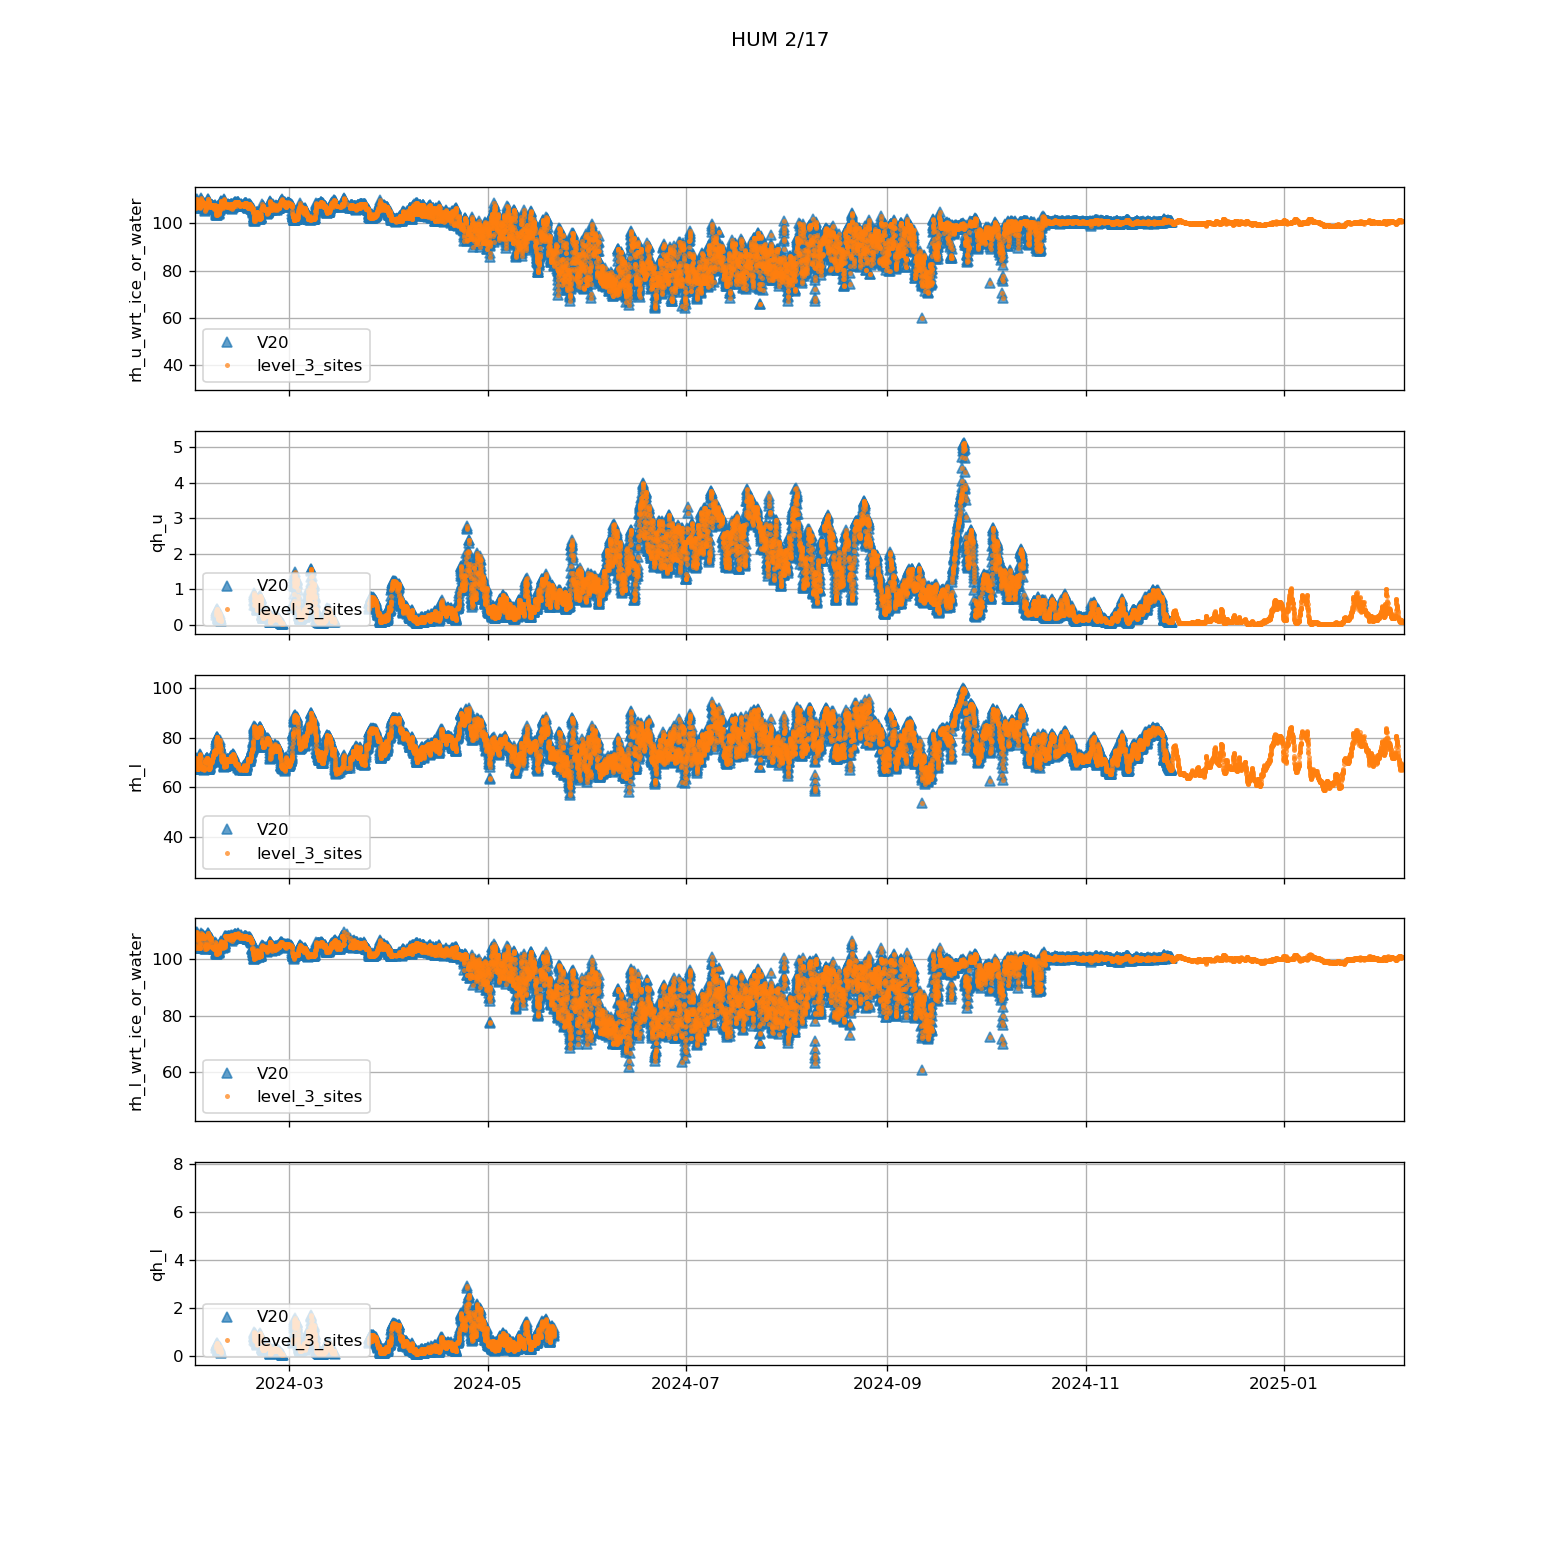 HUM 2/17
rh_u_wrt_ice_or_water
100
80
60
40
V20
level_3_sites
qh_u
5
4
3
2
1
0
V20
level_3_sites
rh_l
100
80
60
40
V20
level_3_sites
rh_l_wrt_ice_or_water
100
80
60
V20
level_3_sites
qh_l
8
6
4
2
0
V20
level_3_sites
2024-03 2024-05 2024-07 2024-09 2024-11 2025-01